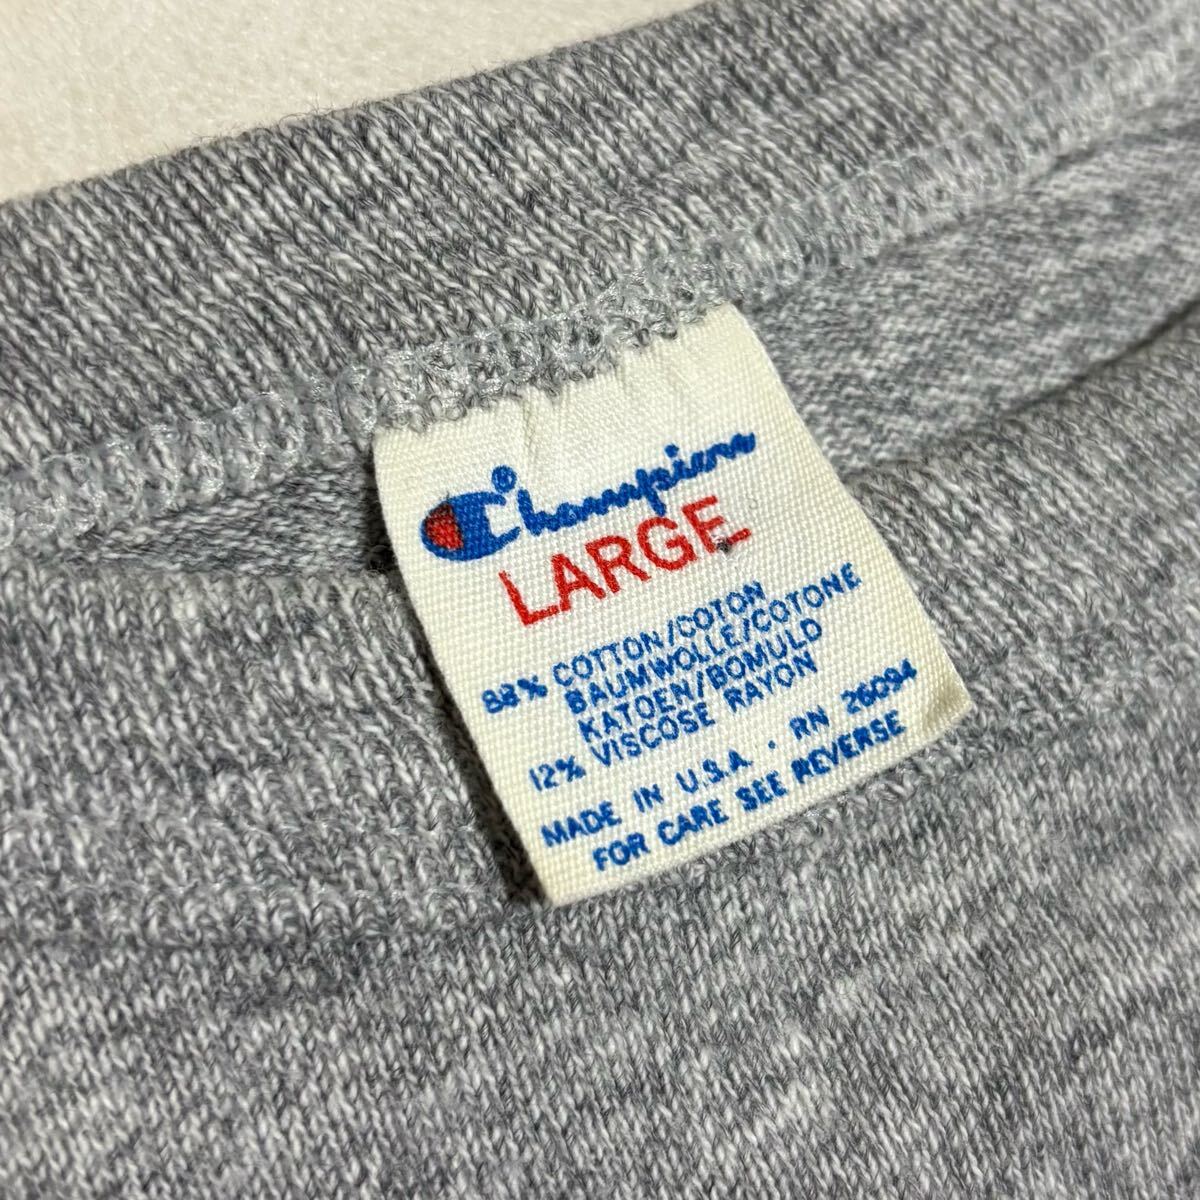 Champion®
LARGE
88% COTTON/COTON
BAUMWOLLE/COTONE
KATOEN/BOMULD
12% VISCOSE RAYON
MADE IN U.S.A. · RN 26094
FOR CARE SEE REVERSE